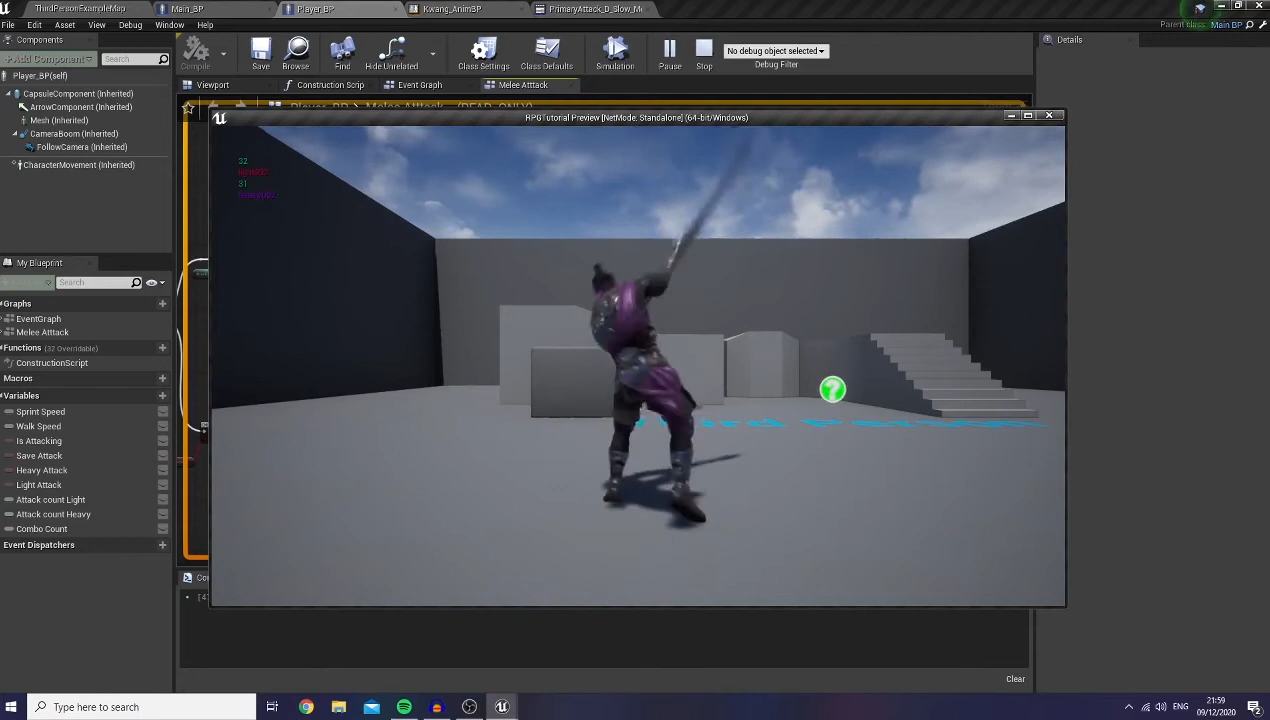 ThirdPersonExampleMap
Main_BP
Player_BP
Kwang_AnimBP
PrimeryAttack_D_Slow_M
File
Edit
Asset
View
Debug
Window
Help
Parent class: Main BP
Components
+Add Component
Search
Compile
Save
Browse
Find
Hide Unrelated
Class Settings
Class Defaults
Simulation
Pause
Stop
No debug object selected
Debug Filter
Details
Player_BP(self)
CapsuleComponent (Inherited)
ArrowComponent (Inherited)
Mesh (Inherited)
CameraBoom (Inherited)
FollowCamera (Inherited)
CharacterMovement (Inherited)
Viewport
Construction Scrip
Event Graph
Melee Atttack
RPGTutorial Preview [NetMode: Standalone] (64-bit/Windows)
32
31
My Blueprint
Search
Graphs
EventGraph
Melee Atttack
Functions (32 Overridable)
ConstructionScript
Macros
Variables
Sprint Speed
Walk Speed
Is Attacking
Save Attack
Heavy Attack
Light Attack
Attack count Light
Attack count Heavy
Combo Count
Event Dispatchers
Clear
Type here to search
ENG
21:59
09/12/2020
2